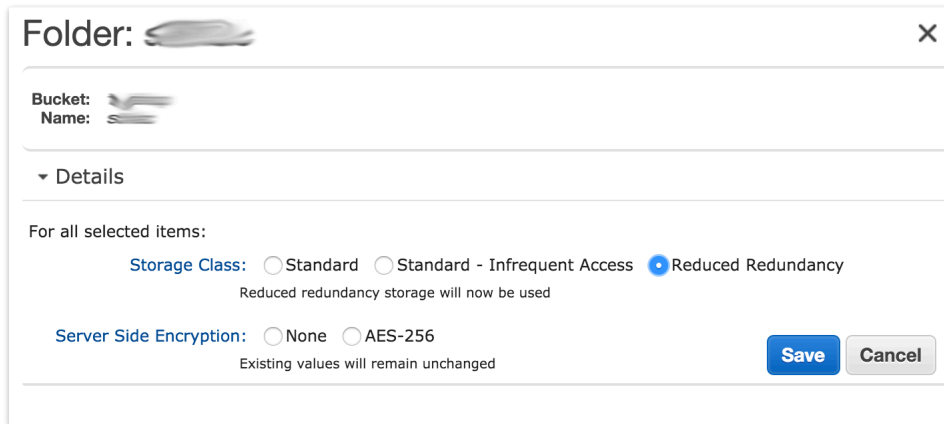 Folder:
Bucket:
Name:
Details
For all selected items:
Storage Class: Standard Standard - Infrequent Access Reduced Redundancy
Reduced redundancy storage will now be used
Server Side Encryption: None AES-256
Existing values will remain unchanged
Save Cancel